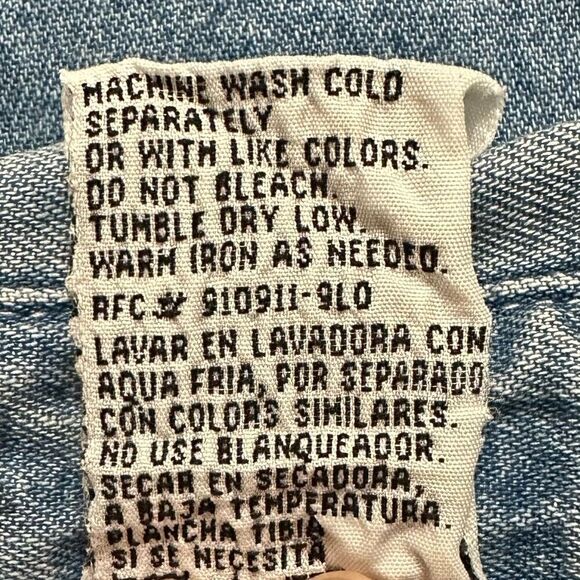 MACHINE WASH COLD
SEPARATELY
OR WITH LIKE COLORS.
DO NOT BLEACH.
TUMBLE DRY LOW.
WARM IRON AS NEEDED.
RFC# 910911-9L0
LAVAR EN LAVADORA CON
AQUA FRIA, POR SEPARADO
CON COLORS SIMILARES.
NO USE BLANQUEADOR.
SECAR EN SECADORA,
A BAJA TEMPERATURA.
PLANCHA TIBIA
SI SE NECESITA